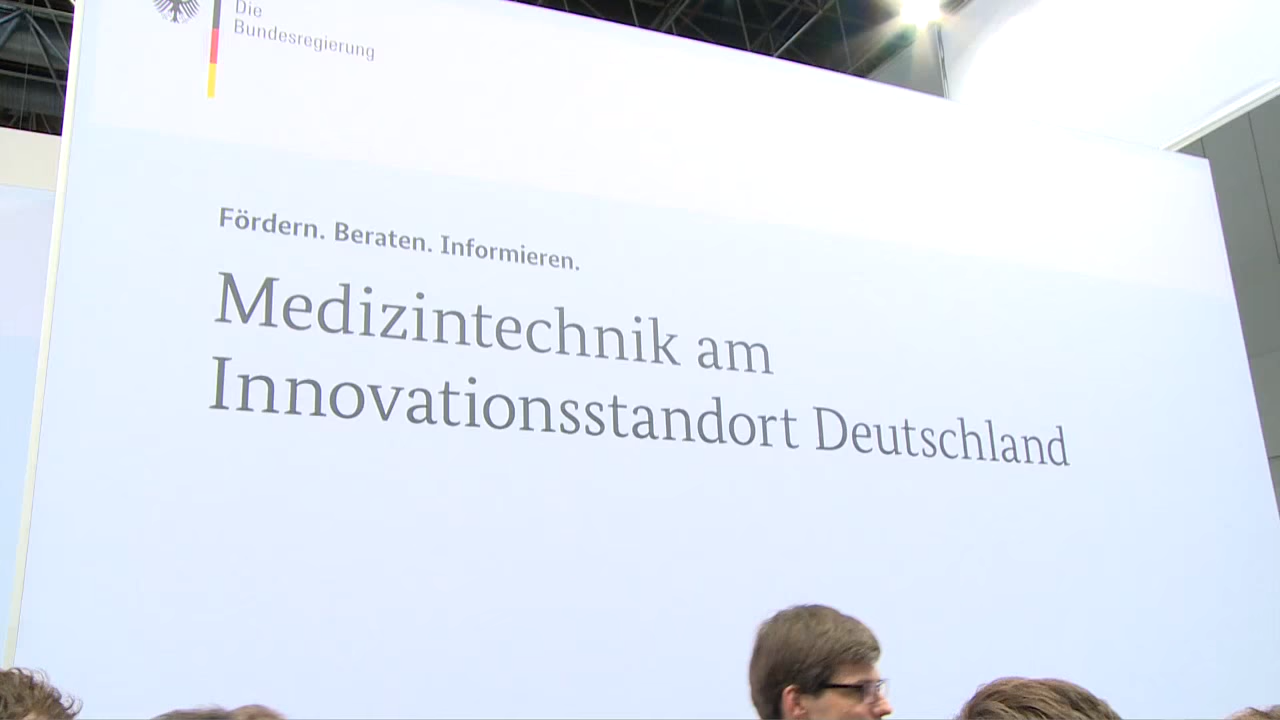 Die
Bundesregierung
Fördern. Beraten. Informieren.
Medizintechnik am
Innovationsstandort Deutschland